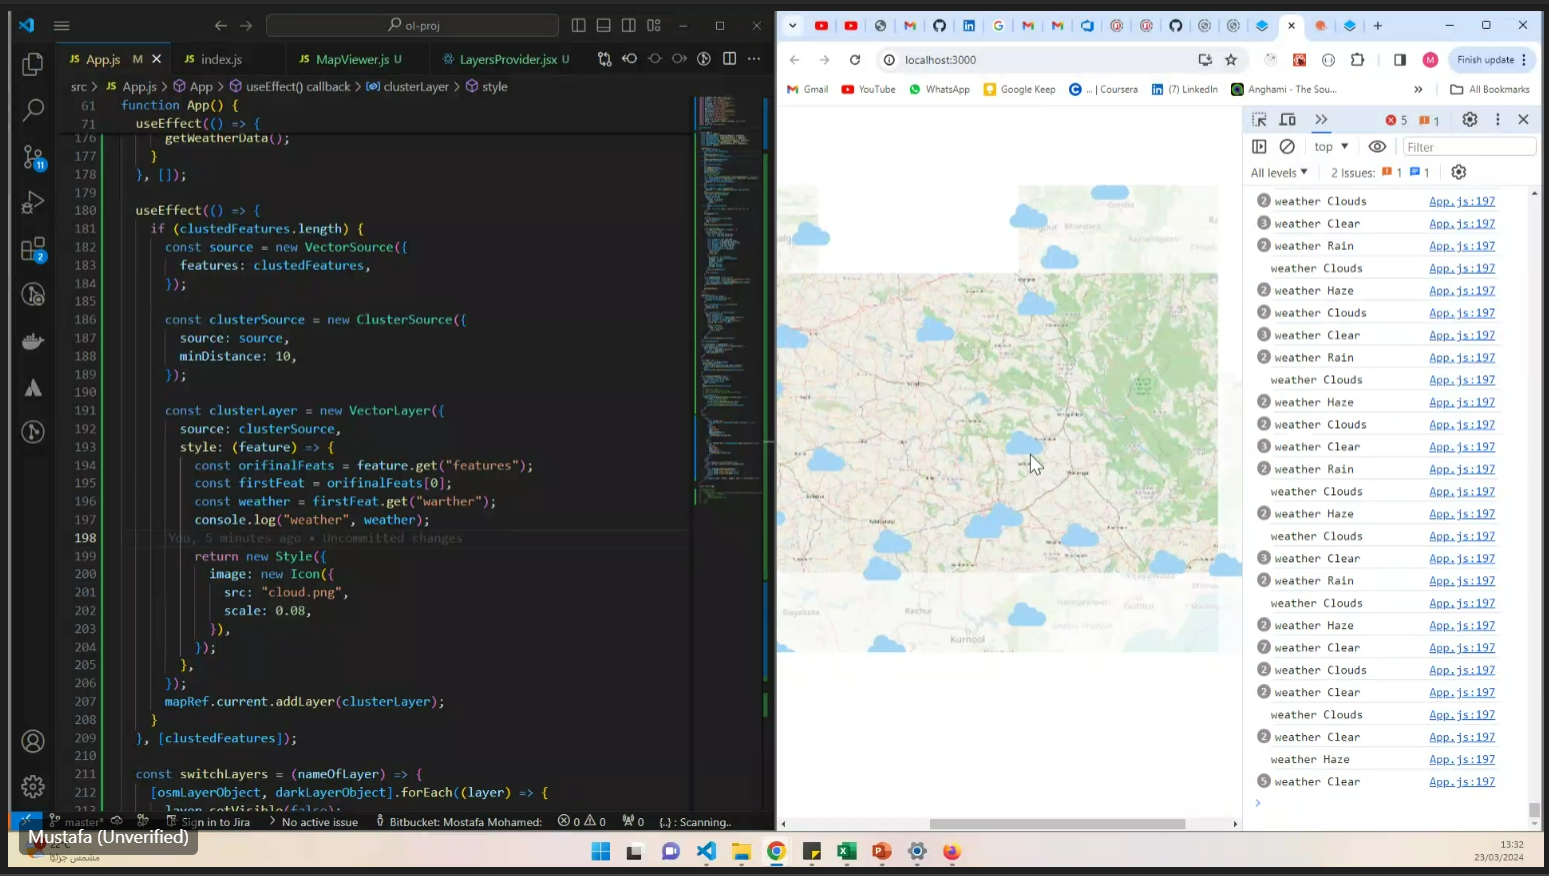 ol-proj
JS App.js M
JS index.js
JS MapViewer.js U
LayersProvider.jsx U
src > JS App.js > App > useEffect() callback > clusterLayer > style
61 function App() {
71 useEffect(() => {
176 getWeatherData();
177 }
178 }, []);
179
180 useEffect(() => {
181 if (clustedFeatures.length) {
182 const source = new VectorSource({
183 features: clustedFeatures,
184 });
185
186 const clusterSource = new ClusterSource({
187 source: source,
188 minDistance: 10,
189 });
190
191 const clusterLayer = new VectorLayer({
192 source: clusterSource,
193 style: (feature) => {
194 const orifinalFeats = feature.get("features");
195 const firstFeat = orifinalFeats[0];
196 const weather = firstFeat.get("warther");
197 console.log("weather", weather);
198 You, 5 minutes ago • Uncommitted changes
199 return new Style({
200 image: new Icon({
201 src: "cloud.png",
202 scale: 0.08,
203 }),
204 });
205 },
206 });
207 mapRef.current.addLayer(clusterLayer);
208 }
209 }, [clustedFeatures]);
210
211 const switchLayers = (nameOfLayer) => {
212 [osmLayerObject, darkLayerObject].forEach((layer) => {
213 layer.setVisible(false);
11
2
master*
Sign in to Jira
No active issue
Bitbucket: Mostafa Mohamed:
0 0
0
{..} : Scanning..
Mustafa (Unverified)
localhost:3000
M
Finish update
Gmail
YouTube
WhatsApp
Google Keep
... | Coursera
(7) LinkedIn
Anghami - The Sou...
»
All Bookmarks
5
1
top
Filter
All levels
2 Issues: 1 1
2 weather Clouds App.js:197
3 weather Clear App.js:197
2 weather Rain App.js:197
weather Clouds App.js:197
2 weather Haze App.js:197
2 weather Clouds App.js:197
3 weather Clear App.js:197
2 weather Rain App.js:197
weather Clouds App.js:197
2 weather Haze App.js:197
2 weather Clouds App.js:197
3 weather Clear App.js:197
2 weather Rain App.js:197
weather Clouds App.js:197
2 weather Haze App.js:197
weather Clouds App.js:197
3 weather Clear App.js:197
2 weather Rain App.js:197
weather Clouds App.js:197
2 weather Haze App.js:197
7 weather Clear App.js:197
2 weather Clouds App.js:197
2 weather Clear App.js:197
weather Clouds App.js:197
2 weather Clear App.js:197
weather Haze App.js:197
5 weather Clear App.js:197
Gondia
Bhandara
Raichur
Kurnool
Guntur
13:32
23/03/2024